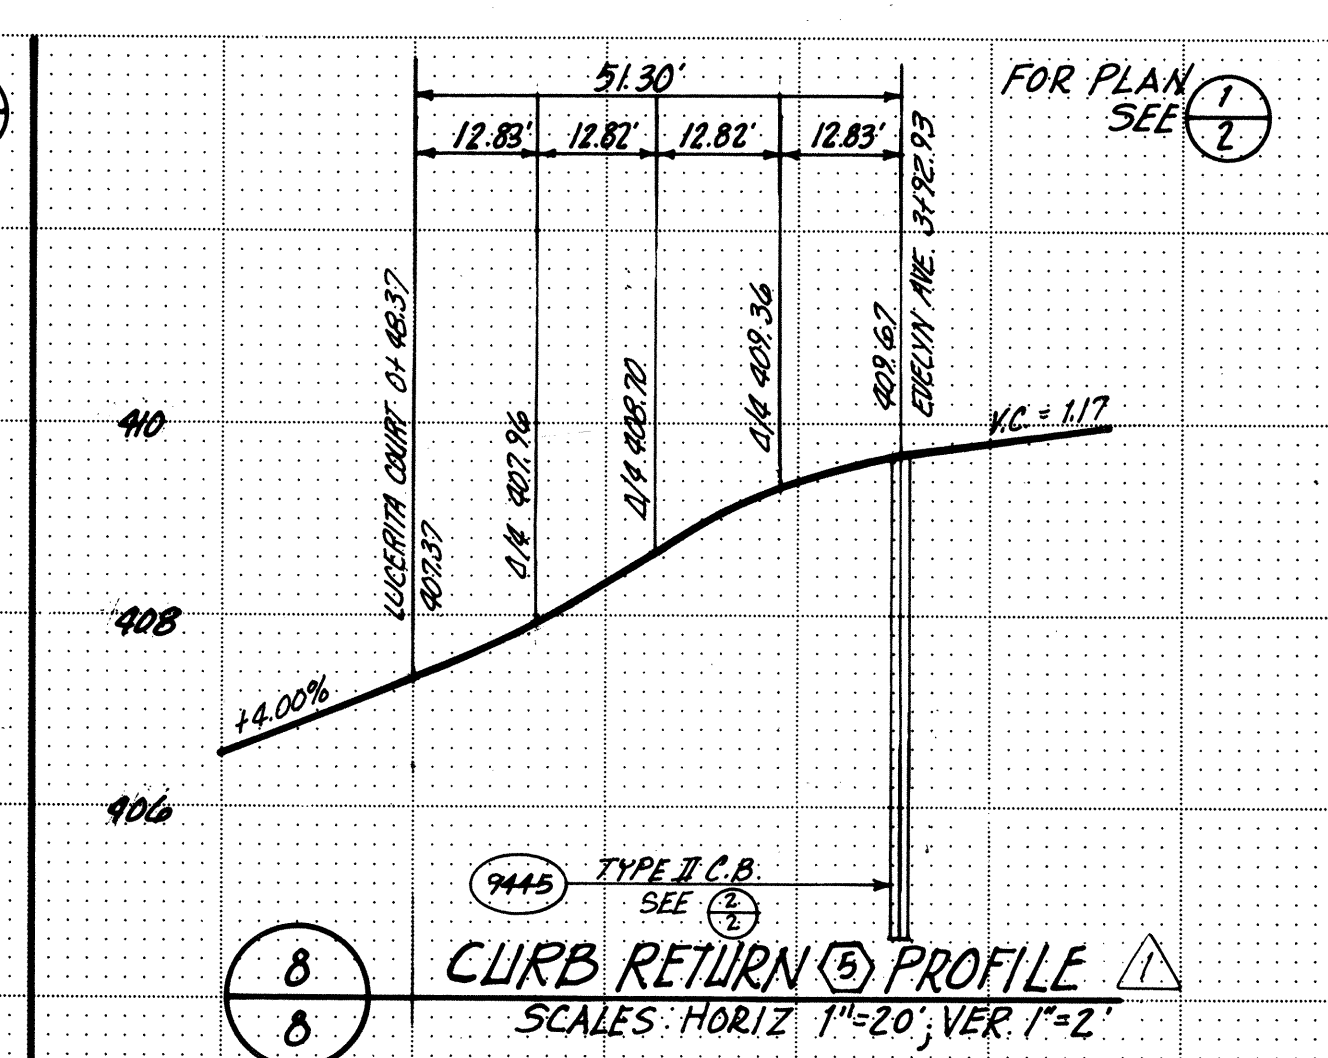 51.30'
FOR PLAN
SEE 1/2
12.83' 12.82' 12.82' 12.83'
EVELYN AVE. 3+92.93
LUCERITA COURT 0+48.37
407.37
Δ/4 407.96
Δ/4 408.70
Δ/4 409.36
409.67
V.C. = 1.17
410
408
+4.00%
406
9445 TYPE II C.B.
SEE 2/2
8/8
CURB RETURN 5 PROFILE 1
SCALES: HORIZ 1"=20'; VER. 1"=2'